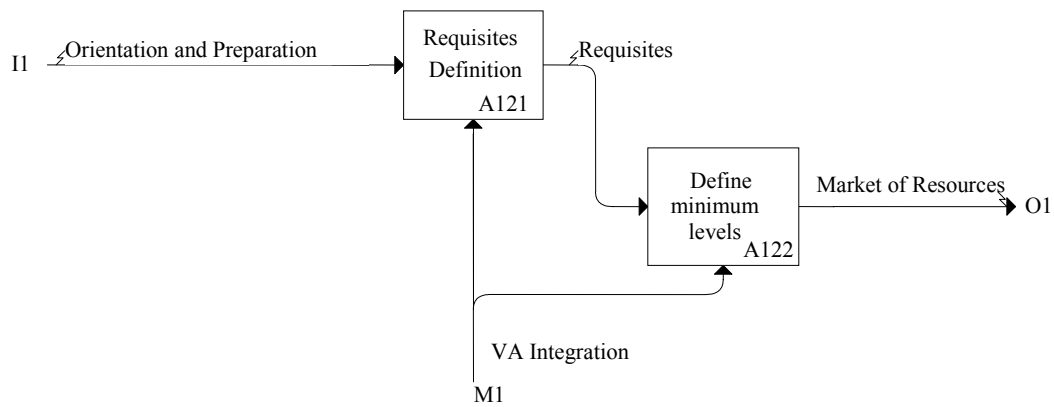 I1
Orientation and Preparation
Requisites
Definition
A121
Requisites
Define
minimum
levels
A122
Market of Resources
O1
VA Integration
M1